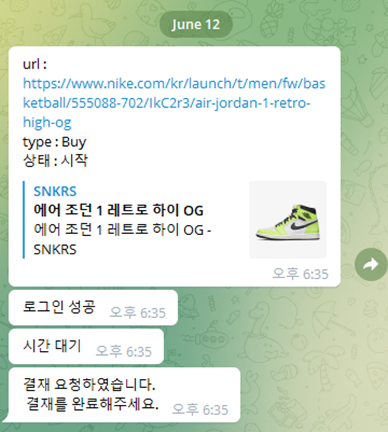 June 12
url :
https://www.nike.com/kr/launch/t/men/fw/bas
ketball/555088-702/IkC2r3/air-jordan-1-retro-
high-og
type : Buy
상태 : 시작
SNKRS
에어 조던 1 레트로 하이 OG
에어 조던 1 레트로 하이 OG -
SNKRS
오후 6:35
로그인 성공 오후 6:35
시간 대기 오후 6:35
결재 요청하였습니다.
결재를 완료해주세요. 오후 6:35